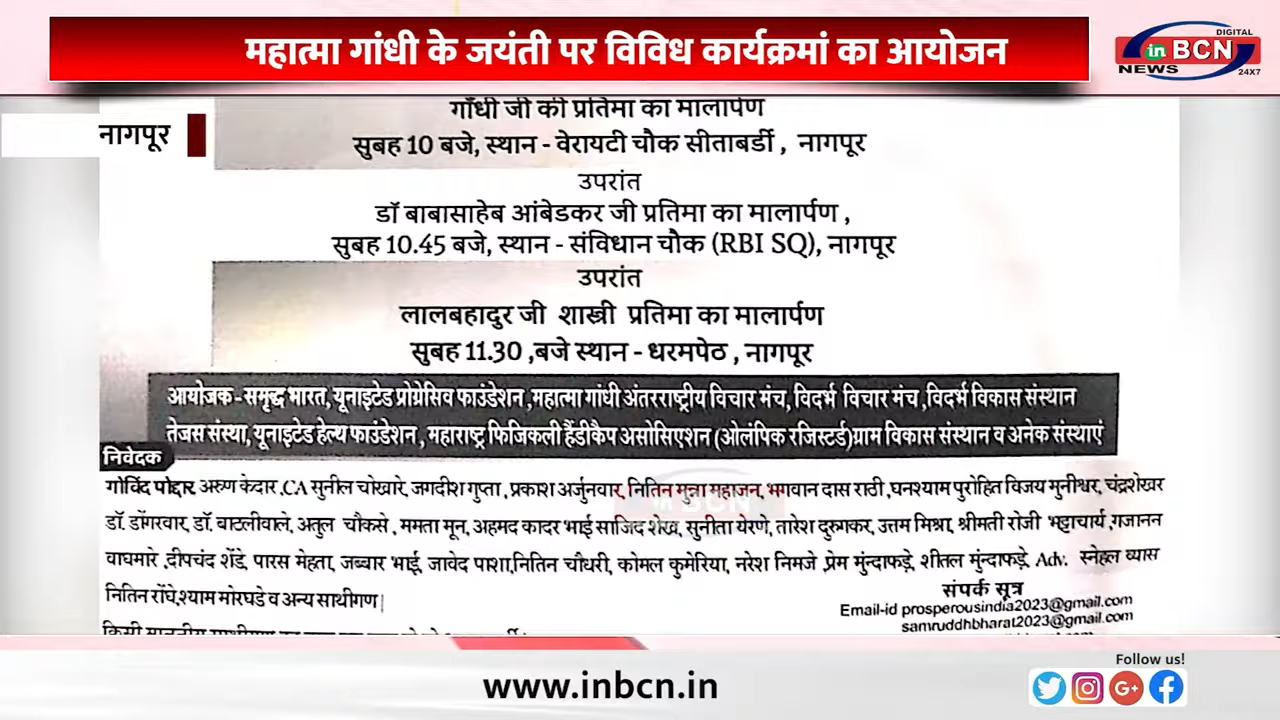 महात्मा गांधी के जयंती पर विविध कार्यक्रमां का आयोजन
DIGITAL
in BCN
NEWS 24X7
नागपूर
गाँधी जी की प्रतिमा का मालार्पण
सुबह 10 बजे, स्थान - वेरायटी चौक सीताबर्डी , नागपूर
उपरांत
डॉ बाबासाहेब आंबेडकर जी प्रतिमा का मालार्पण ,
सुबह 10.45 बजे, स्थान - संविधान चौक (RBI SQ), नागपूर
उपरांत
लालबहादुर जी शास्त्री प्रतिमा का मालार्पण
सुबह 11.30 ,बजे स्थान - धरमपेठ , नागपूर
आयोजक - समृद्ध भारत, यूनाइटेड प्रोग्रेसिव फाउंडेशन ,महात्मा गांधी अंतरराष्ट्रीय विचार मंच, विदर्भ विचार मंच , विदर्भ विकास संस्थान
तेजस संस्था, यूनाइटेड हेल्थ फाउंडेशन , महाराष्ट्र फिजिकली हैंडीकैप असोसिएशन (ओलंपिक रजिस्टर्ड)ग्राम विकास संस्थान व अनेक संस्थाएं
निवेदक
गोविंद पोद्दार अरुण केदार, CA सुनील चोखारे, जगदीश गुप्ता , प्रकाश अर्जुनवार, नितिन मुन्ना महाजन, भगवान दास राठी, घनश्याम पुरोहित विजय मुनीश्वर, चंद्रशेखर
डॉ. डोंगरवार, डॉ. बाठलीवाले, अतुल चौकसे , ममता मून, अहमद कादर भाई साजिद शेख, सुनीता येरणे, तारेश दुरुगकर, उत्तम मिश्रा, श्रीमती रोजी भट्टाचार्य ,गजानन
वाघमारे ,दीपचंद शेंडे, पारस मेहता, जब्बार भाई, जावेद पाशा,नितिन चौधरी, कोमल कुमेरिया, नरेश निमजे ,प्रेम मुंन्दाफड़े, शीतल मुंन्दाफड़े, Adv. स्नेहल व्यास
नितिन रोंघे,श्याम मोरघडे व अन्य साथीगण|
संपर्क सूत्र
Email-id prosperousindia2023@gmail.com
samruddhbharat2023@gmail.com
www.inbcn.in
Follow us!